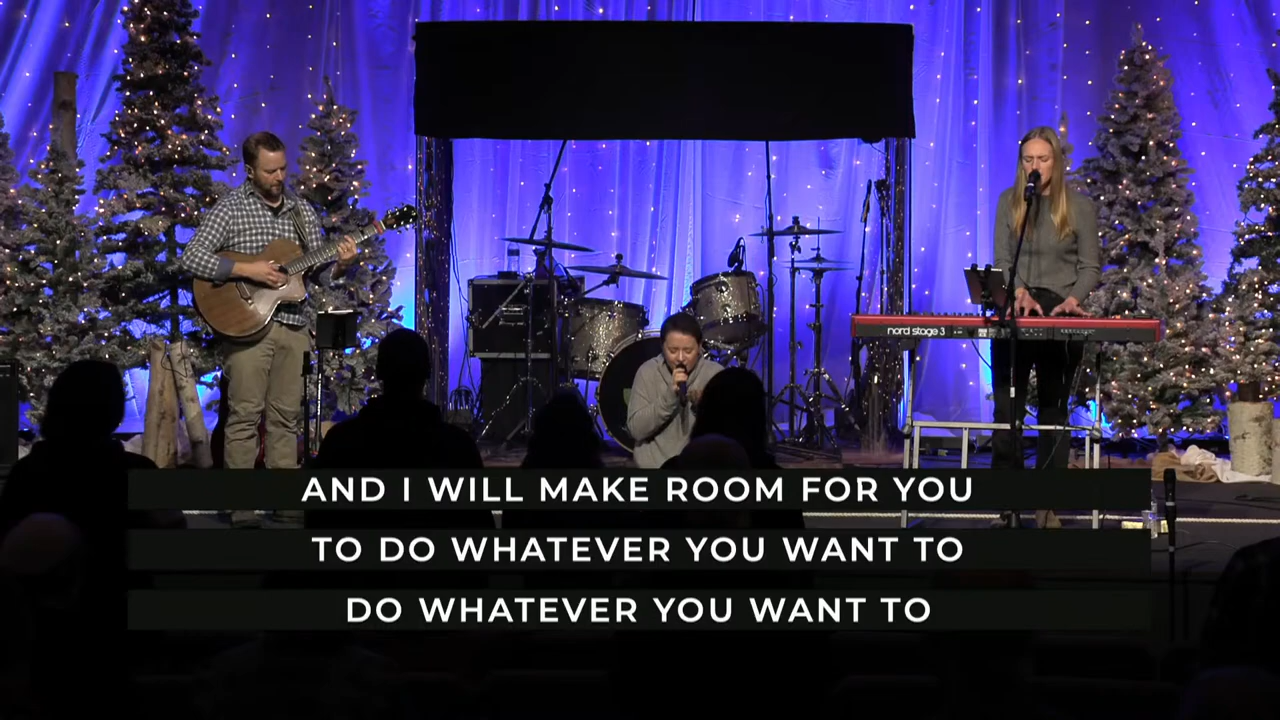 nord stage 3
AND I WILL MAKE ROOM FOR YOU
TO DO WHATEVER YOU WANT TO
DO WHATEVER YOU WANT TO